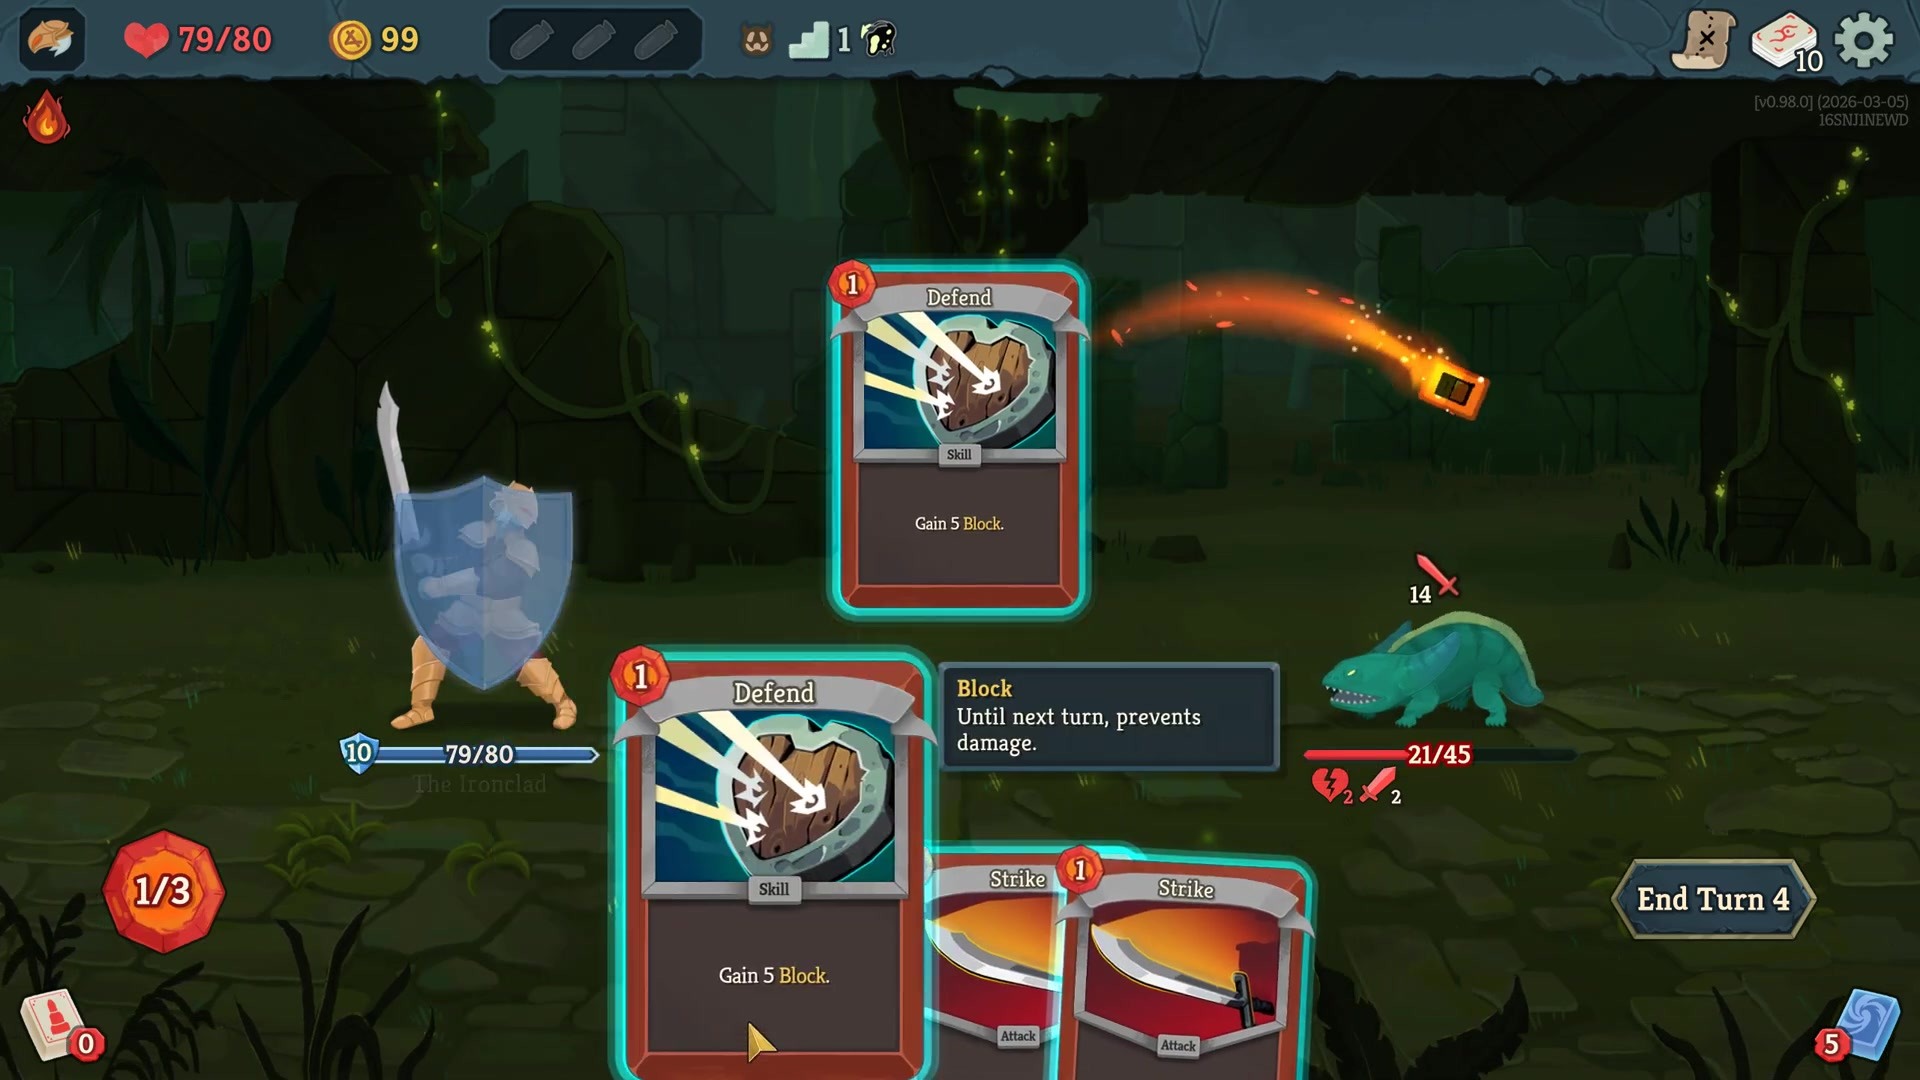 79/80
99
1
10
[v0.98.0] (2026-03-05)
16SNJ1NEWD
1
Defend
Skill
Gain 5 Block.
14
1
Defend
Skill
Gain 5 Block.
Block
Until next turn, prevents
damage.
10
79/80
The Ironclad
21/45
2
2
1/3
Strike
Attack
1
Strike
Attack
End Turn 4
0
5